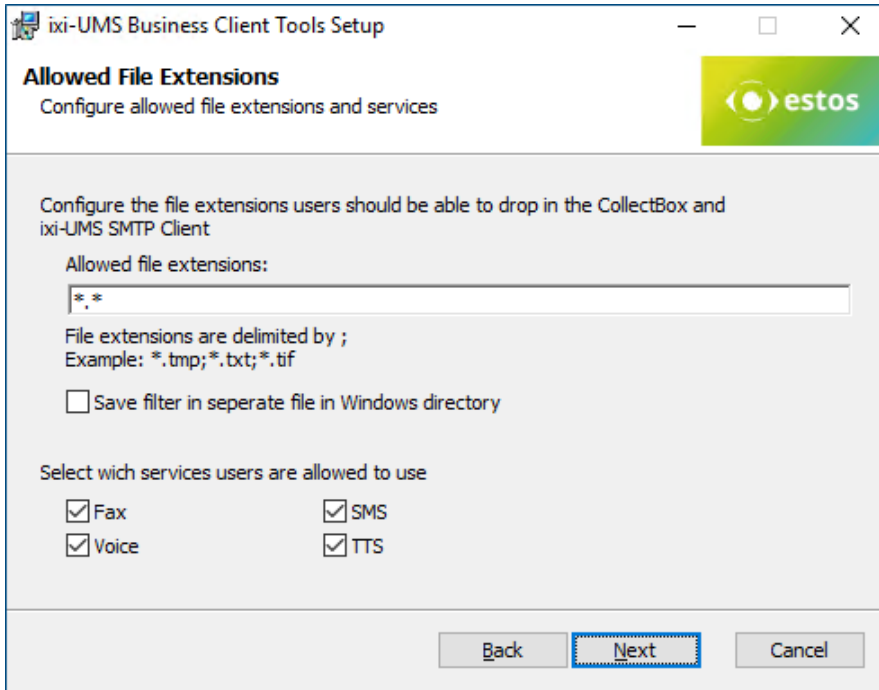 ixi-UMS Business Client Tools Setup
Allowed File Extensions
Configure allowed file extensions and services
estos
Configure the file extensions users should be able to drop in the CollectBox and
ixi-UMS SMTP Client
Allowed file extensions:
*.*
File extensions are delimited by ;
Example: *.tmp;*.txt;*.tif
Save filter in seperate file in Windows directory
Select wich services users are allowed to use
Fax
SMS
Voice
TTS
Back
Next
Cancel